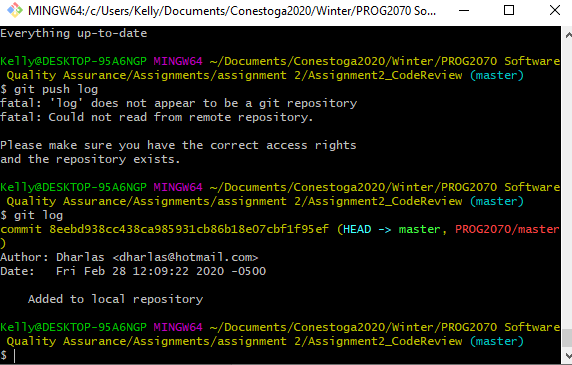 MINGW64:/c/Users/Kelly/Documents/Conestoga2020/Winter/PROG2070 So...
Everything up-to-date
Kelly@DESKTOP-95A6NGP MINGW64 ~/Documents/Conestoga2020/Winter/PROG2070 Software
Quality Assurance/Assignments/assignment 2/Assignment2_CodeReview (master)
$ git push log
fatal: 'log' does not appear to be a git repository
fatal: Could not read from remote repository.
Please make sure you have the correct access rights
and the repository exists.
Kelly@DESKTOP-95A6NGP MINGW64 ~/Documents/Conestoga2020/Winter/PROG2070 Software
Quality Assurance/Assignments/assignment 2/Assignment2_CodeReview (master)
$ git log
commit 8eebd938cc438ca985931cb86b18e07cbf1f95ef (HEAD -> master, PROG2070/master
)
Author: Dharlas <dharlas@hotmail.com>
Date:   Fri Feb 28 12:09:22 2020 -0500
Added to local repository
Kelly@DESKTOP-95A6NGP MINGW64 ~/Documents/Conestoga2020/Winter/PROG2070 Software
Quality Assurance/Assignments/assignment 2/Assignment2_CodeReview (master)
$